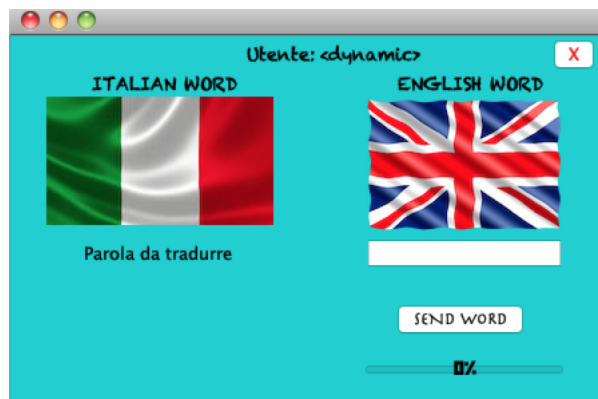 Utente: <dynamic>
X
ITALIAN WORD
ENGLISH WORD
Parola da tradurre
SEND WORD
0%